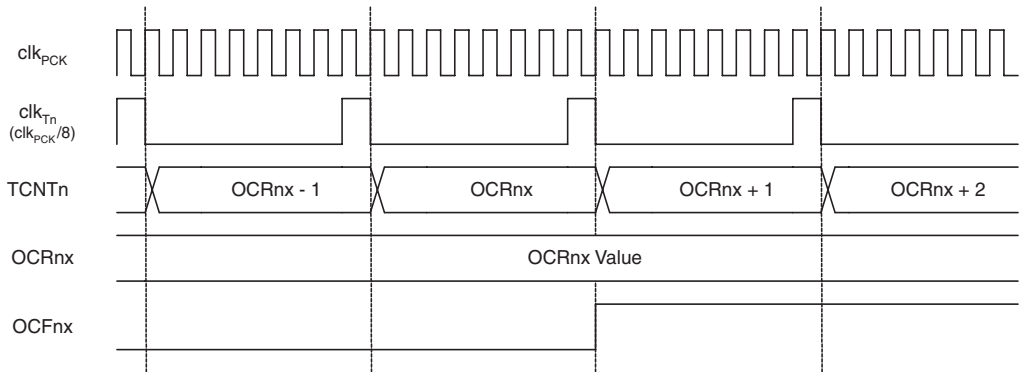 clkPCK
clkTn
(clkPCK/8)
TCNTn
OCRnx - 1
OCRnx
OCRnx + 1
OCRnx + 2
OCRnx
OCRnx Value
OCFnx